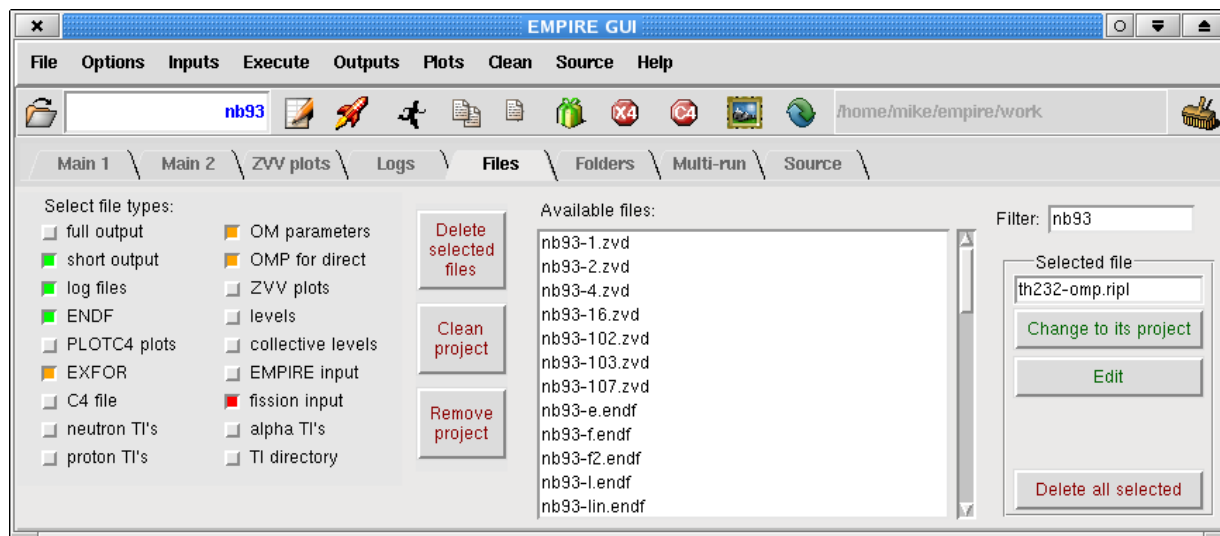 EMPIRE GUI
File Options Inputs Execute Outputs Plots Clean Source Help
nb93 X4 C4 /home/mike/empire/work
Main 1 Main 2 ZVV plots Logs Files Folders Multi-run Source
Select file types:
full output
short output
log files
ENDF
PLOTC4 plots
EXFOR
C4 file
neutron Tl's
proton Tl's
OM parameters
OMP for direct
ZVV plots
levels
collective levels
EMPIRE input
fission input
alpha Tl's
Tl directory
Delete
selected
files
Clean
project
Remove
project
Available files:
nb93-1.zvd
nb93-2.zvd
nb93-4.zvd
nb93-16.zvd
nb93-102.zvd
nb93-103.zvd
nb93-107.zvd
nb93-e.endf
nb93-f.endf
nb93-f2.endf
nb93-l.endf
nb93-lin.endf
Filter: nb93
Selected file
th232-omp.ripl
Change to its project
Edit
Delete all selected